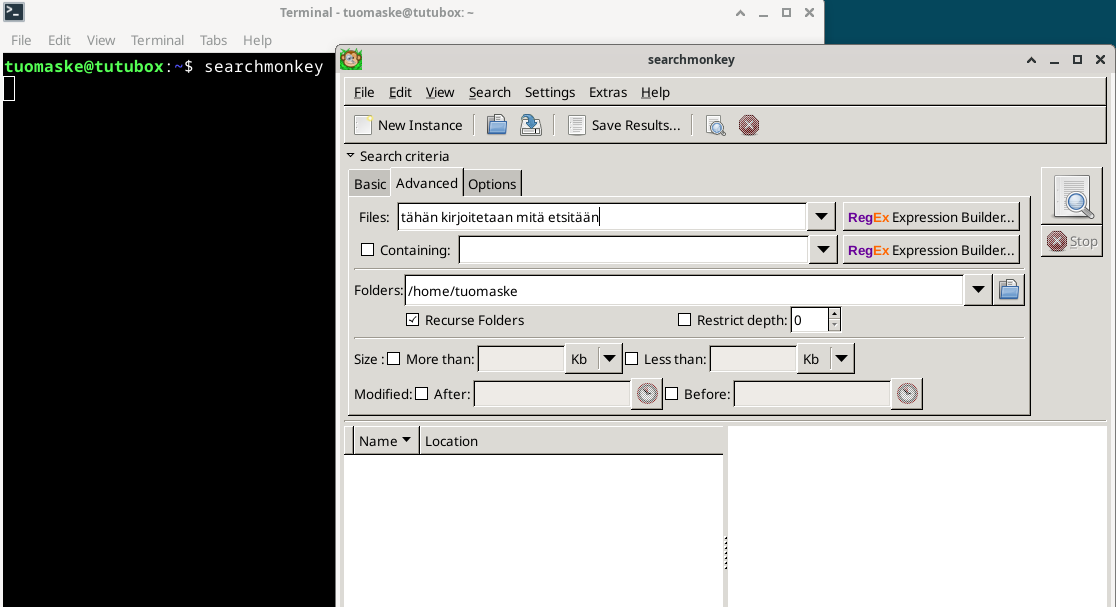 Terminal - tuomaske@tutubox: ~
File Edit View Terminal Tabs Help
tuomaske@tutubox:~$ searchmonkey
searchmonkey
File Edit View Search Settings Extras Help
New Instance Save Results...
Search criteria
Basic Advanced Options
Files: tähän kirjoitetaan mitä etsitään RegEx Expression Builder...
Containing: RegEx Expression Builder...
Stop
Folders: /home/tuomaske
Recurse Folders Restrict depth: 0
Size : More than: Kb Less than: Kb
Modified: After: Before:
Name Location